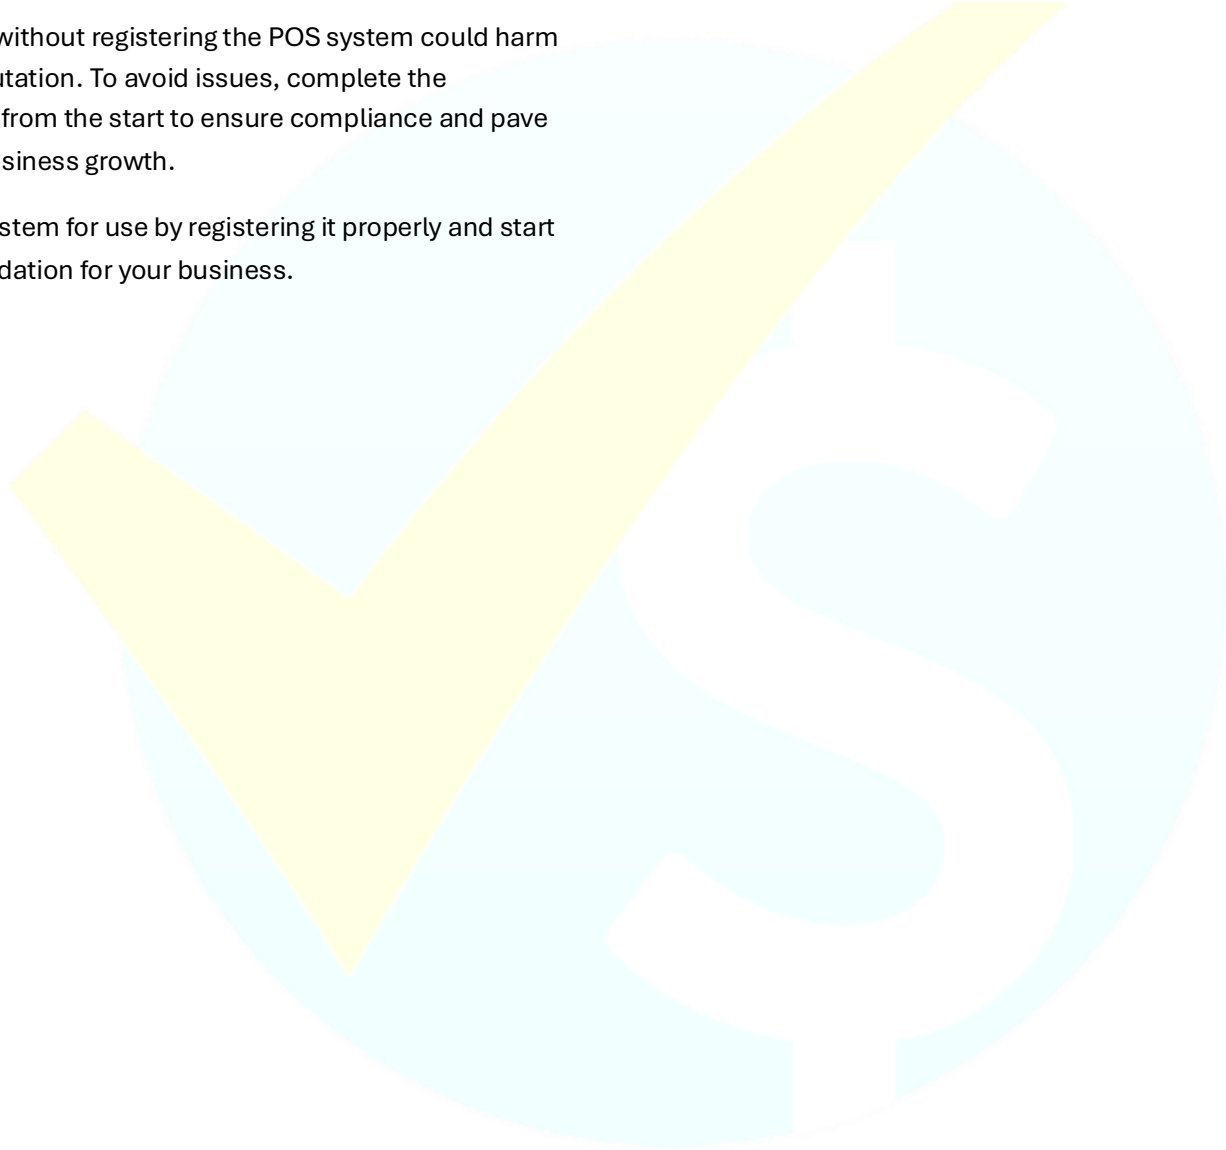 without registering the POS system could harm
utation. To avoid issues, complete the
from the start to ensure compliance and pave
siness growth.
stem for use by registering it properly and start
dation for your business.